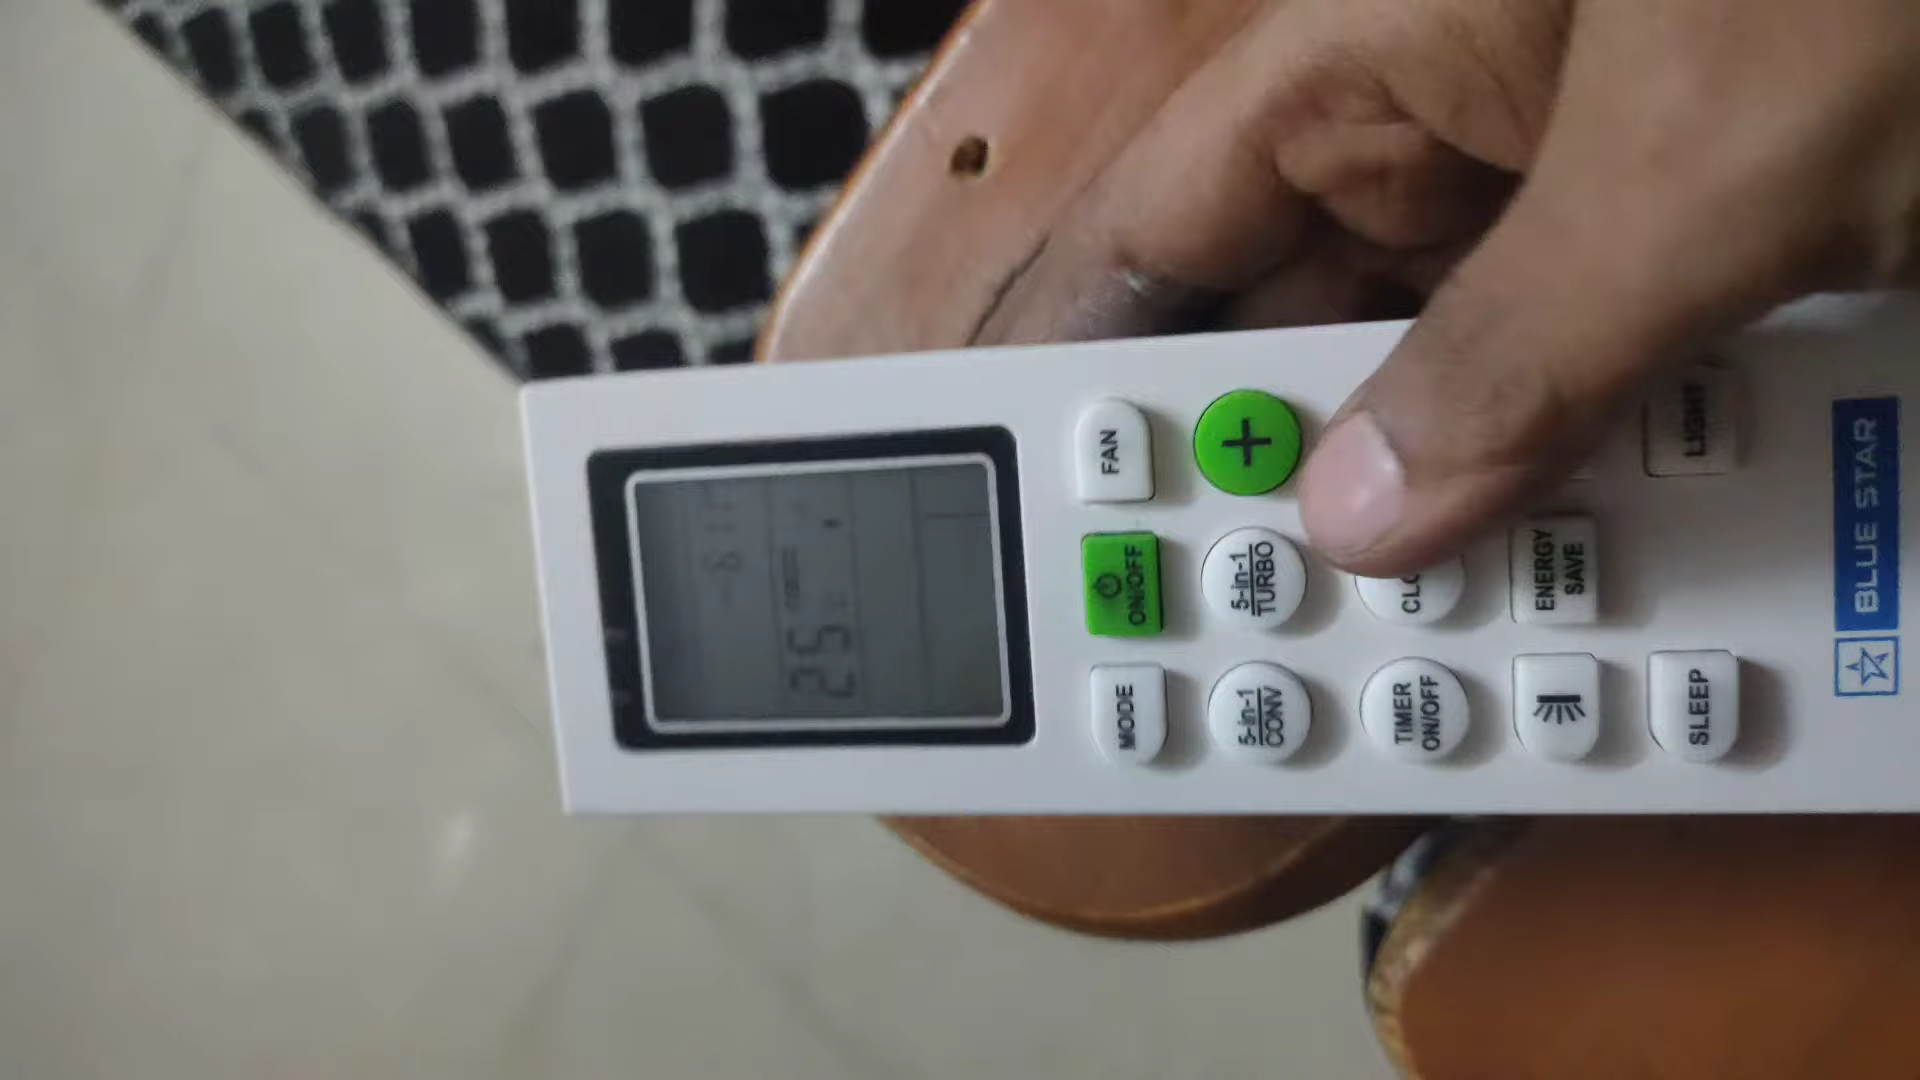 25
FAN
ON/OFF
MODE
+
5-in-1
TURBO
5-in-1
CONV
TIMER
ON/OFF
ENERGY
SAVE
LIGHT
SLEEP
BLUE STAR